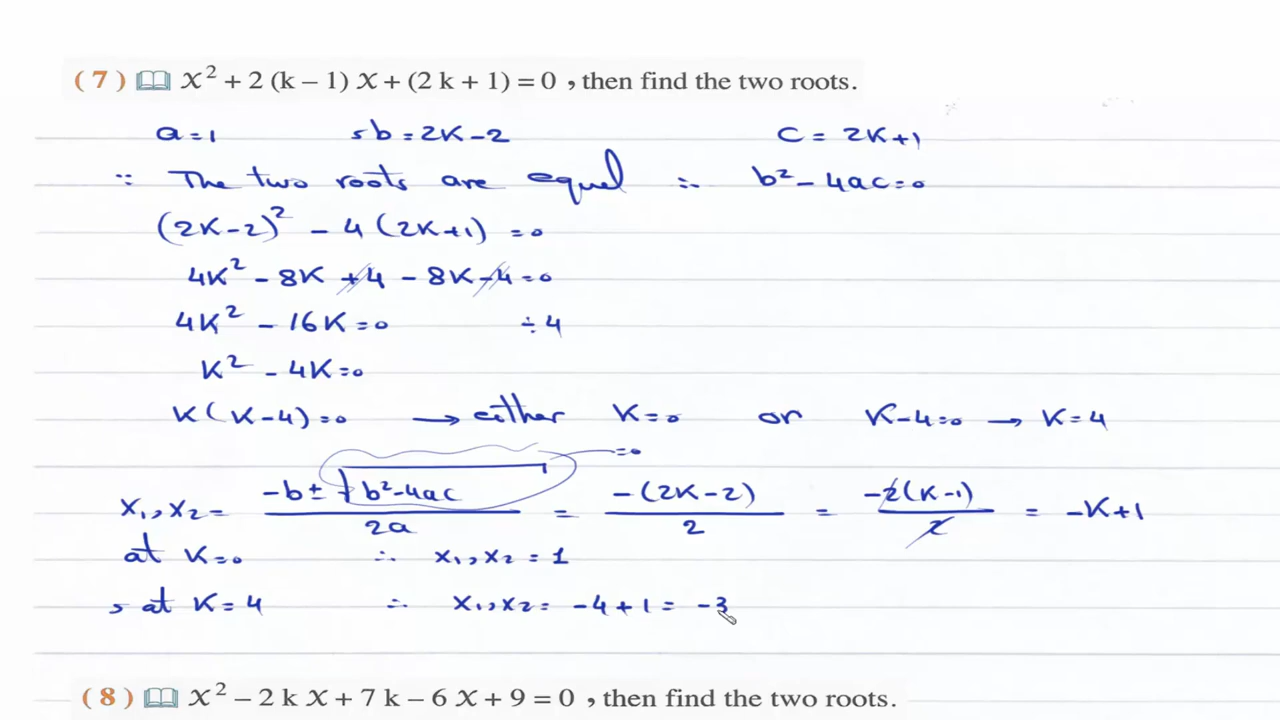 ( 7 ) x² + 2 (k − 1) x + (2 k + 1) = 0 , then find the two roots.
a = 1 , b = 2K − 2 C = 2K + 1
∵ The two roots are equal ∴ b² − 4ac = 0
(2K − 2)² − 4 (2K + 1) = 0
4K² − 8K + 4 − 8K − 4 = 0
4K² − 16K = 0 ÷ 4
K² − 4K = 0
K (K − 4) = 0 → either K = 0 or K − 4 = 0 → K = 4
= 0
x₁, x₂ = (−b ± √(b² − 4ac)) / 2a = −(2K − 2) / 2 = −2(K − 1) / 2 = −K + 1
at K = 0 ∴ x₁, x₂ = 1
, at K = 4 ∴ x₁, x₂ = −4 + 1 = −3
( 8 ) x² − 2 k x + 7 k − 6 x + 9 = 0 , then find the two roots.